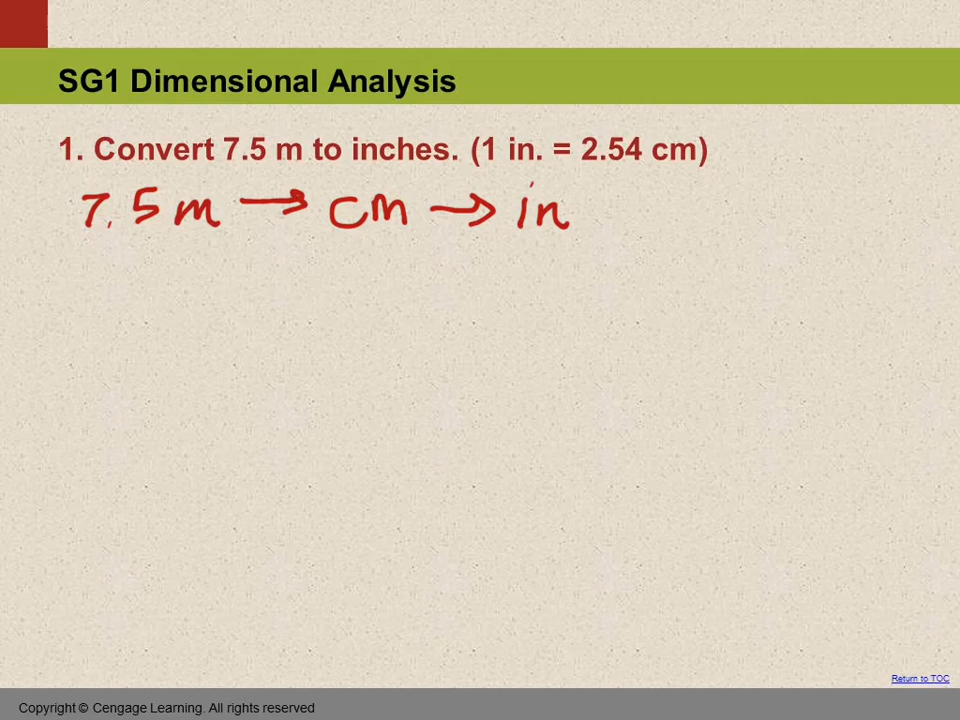 SG1 Dimensional Analysis
1. Convert 7.5 m to inches. (1 in. = 2.54 cm)
7.5 m → cm → in
Return to TOC
Copyright © Cengage Learning. All rights reserved